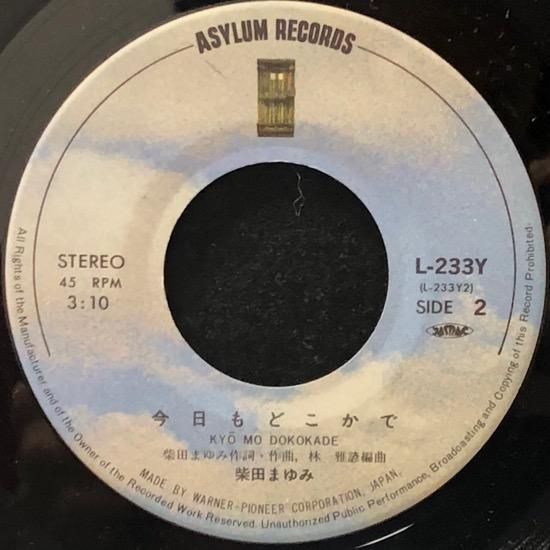 ASYLUM RECORDS
STEREO
45 RPM
3:10
L-233Y
(L-233Y2)
SIDE 2
JASRAC
今日もどこかで
KYŌ MO DOKOKADE
柴田まゆみ作詞・作曲, 林 雅諺編曲
柴田まゆみ
MADE BY WARNER-PIONEER CORPORATION, JAPAN.
All Rights of the Manufacturer and of the Owner of the Recorded Work Reserved. Unauthorized Public Performance, Broadcasting and Copying of this Record Prohibited.